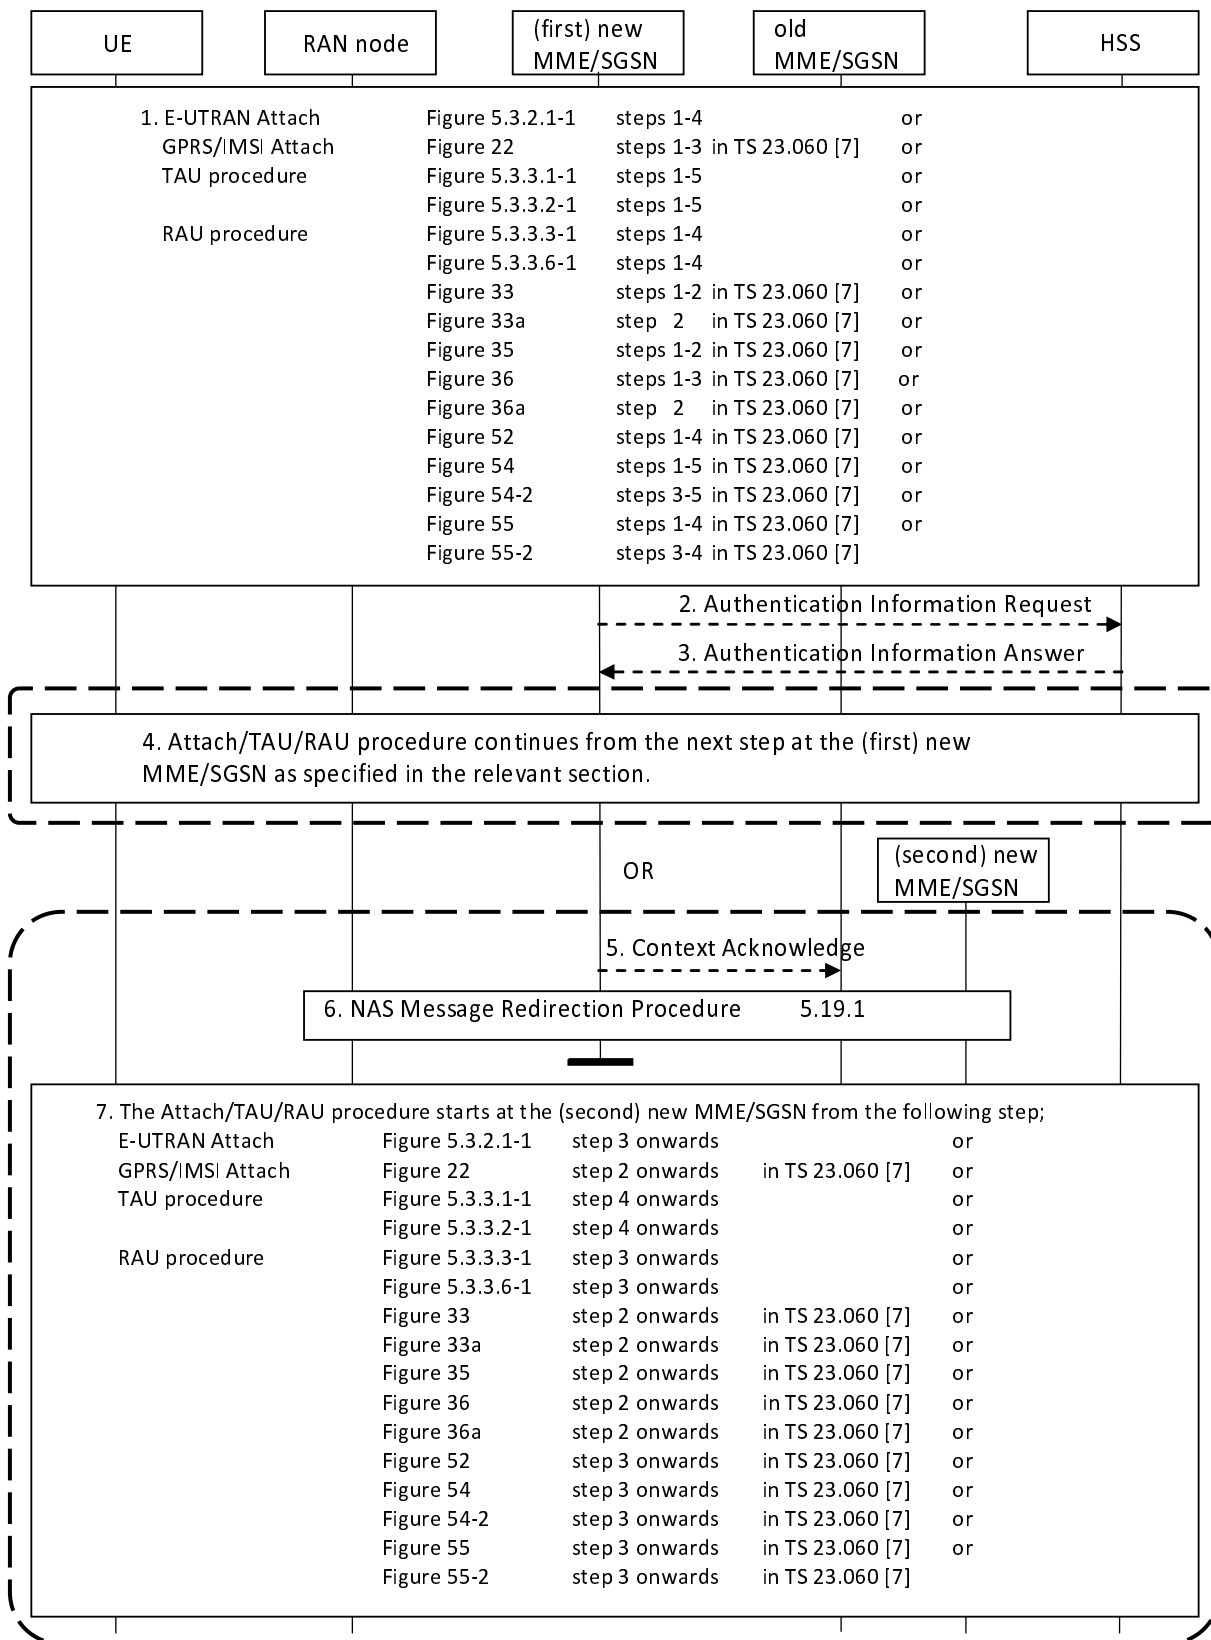 UE
RAN node
(first) new
MME/SGSN
old
MME/SGSN
HSS
1. E-UTRAN Attach Figure 5.3.2.1-1 steps 1-4 or
GPRS/IMSI Attach Figure 22 steps 1-3 in TS 23.060 [7] or
TAU procedure Figure 5.3.3.1-1 steps 1-5 or
Figure 5.3.3.2-1 steps 1-5 or
RAU procedure Figure 5.3.3.3-1 steps 1-4 or
Figure 5.3.3.6-1 steps 1-4 or
Figure 33 steps 1-2 in TS 23.060 [7] or
Figure 33a step 2 in TS 23.060 [7] or
Figure 35 steps 1-2 in TS 23.060 [7] or
Figure 36 steps 1-3 in TS 23.060 [7] or
Figure 36a step 2 in TS 23.060 [7] or
Figure 52 steps 1-4 in TS 23.060 [7] or
Figure 54 steps 1-5 in TS 23.060 [7] or
Figure 54-2 steps 3-5 in TS 23.060 [7] or
Figure 55 steps 1-4 in TS 23.060 [7] or
Figure 55-2 steps 3-4 in TS 23.060 [7]
2. Authentication Information Request
3. Authentication Information Answer
4. Attach/TAU/RAU procedure continues from the next step at the (first) new
MME/SGSN as specified in the relevant section.
OR
(second) new
MME/SGSN
5. Context Acknowledge
6. NAS Message Redirection Procedure 5.19.1
7. The Attach/TAU/RAU procedure starts at the (second) new MME/SGSN from the following step;
E-UTRAN Attach Figure 5.3.2.1-1 step 3 onwards or
GPRS/IMSI Attach Figure 22 step 2 onwards in TS 23.060 [7] or
TAU procedure Figure 5.3.3.1-1 step 4 onwards or
Figure 5.3.3.2-1 step 4 onwards or
RAU procedure Figure 5.3.3.3-1 step 3 onwards or
Figure 5.3.3.6-1 step 3 onwards or
Figure 33 step 2 onwards in TS 23.060 [7] or
Figure 33a step 2 onwards in TS 23.060 [7] or
Figure 35 step 2 onwards in TS 23.060 [7] or
Figure 36 step 2 onwards in TS 23.060 [7] or
Figure 36a step 2 onwards in TS 23.060 [7] or
Figure 52 step 3 onwards in TS 23.060 [7] or
Figure 54 step 3 onwards in TS 23.060 [7] or
Figure 54-2 step 3 onwards in TS 23.060 [7] or
Figure 55 step 3 onwards in TS 23.060 [7] or
Figure 55-2 step 3 onwards in TS 23.060 [7]